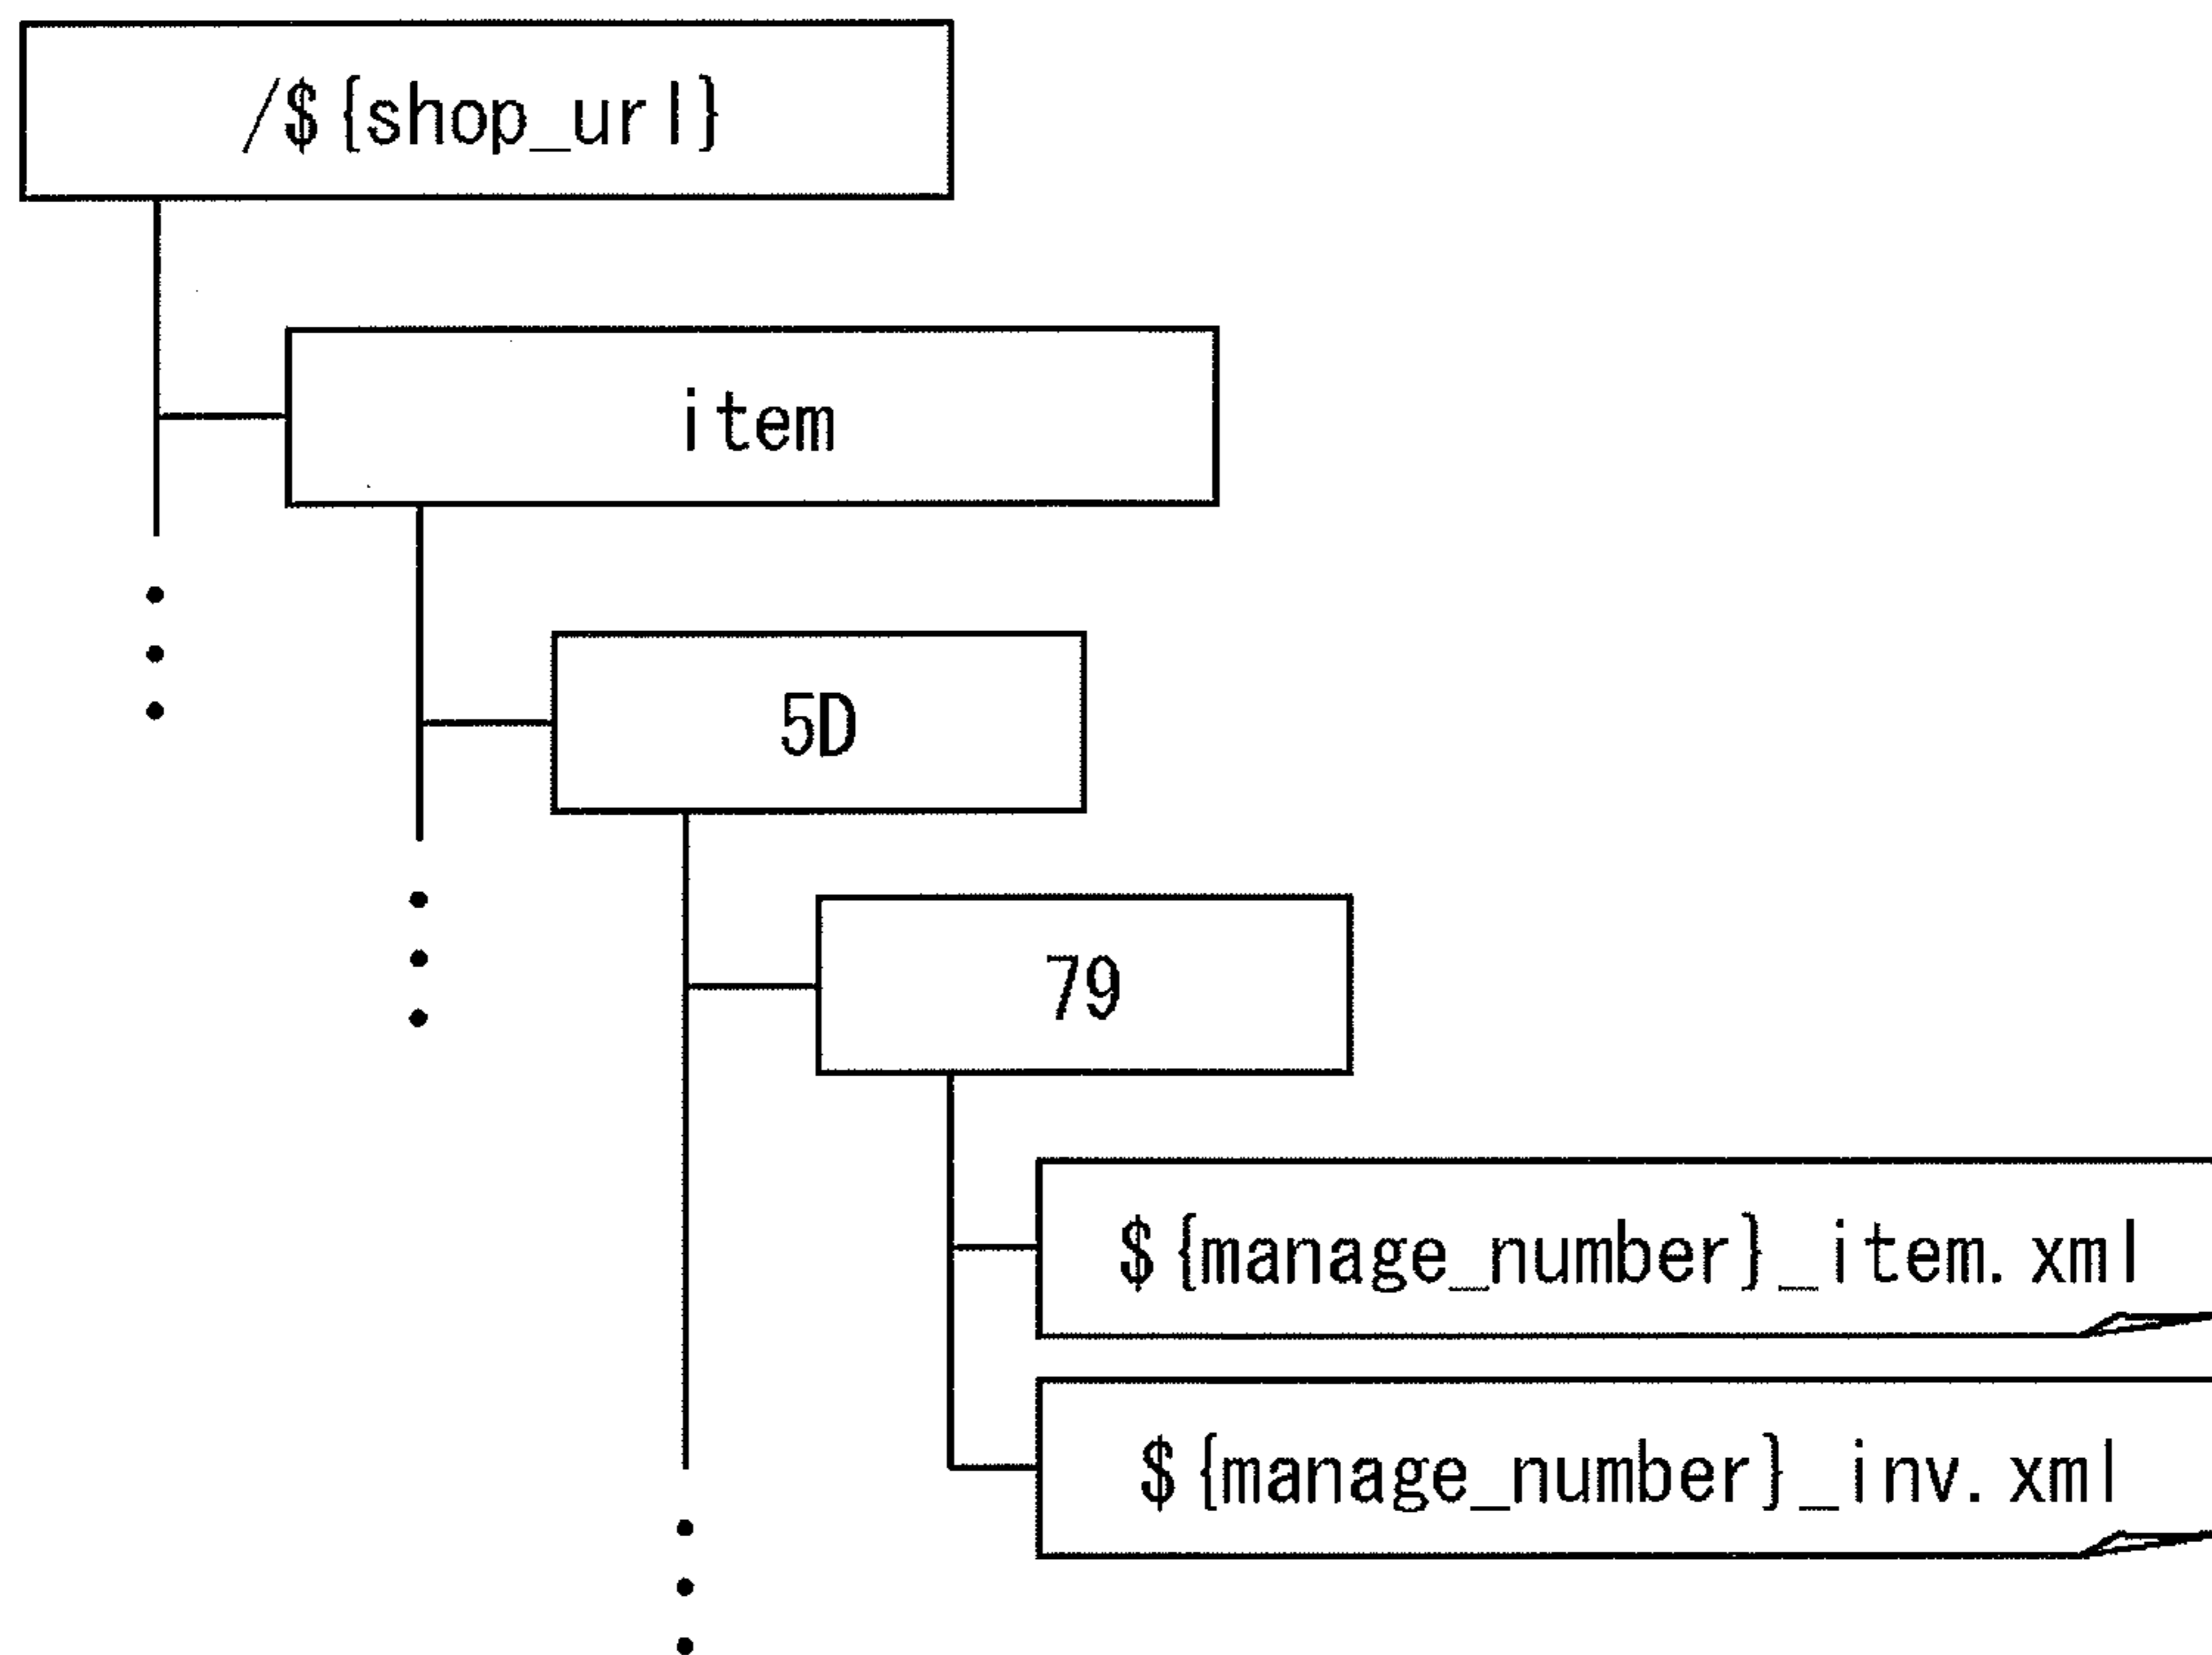 /${shop_url}
item
5D
79
${manage_number}_item.xml
${manage_number}_inv.xml